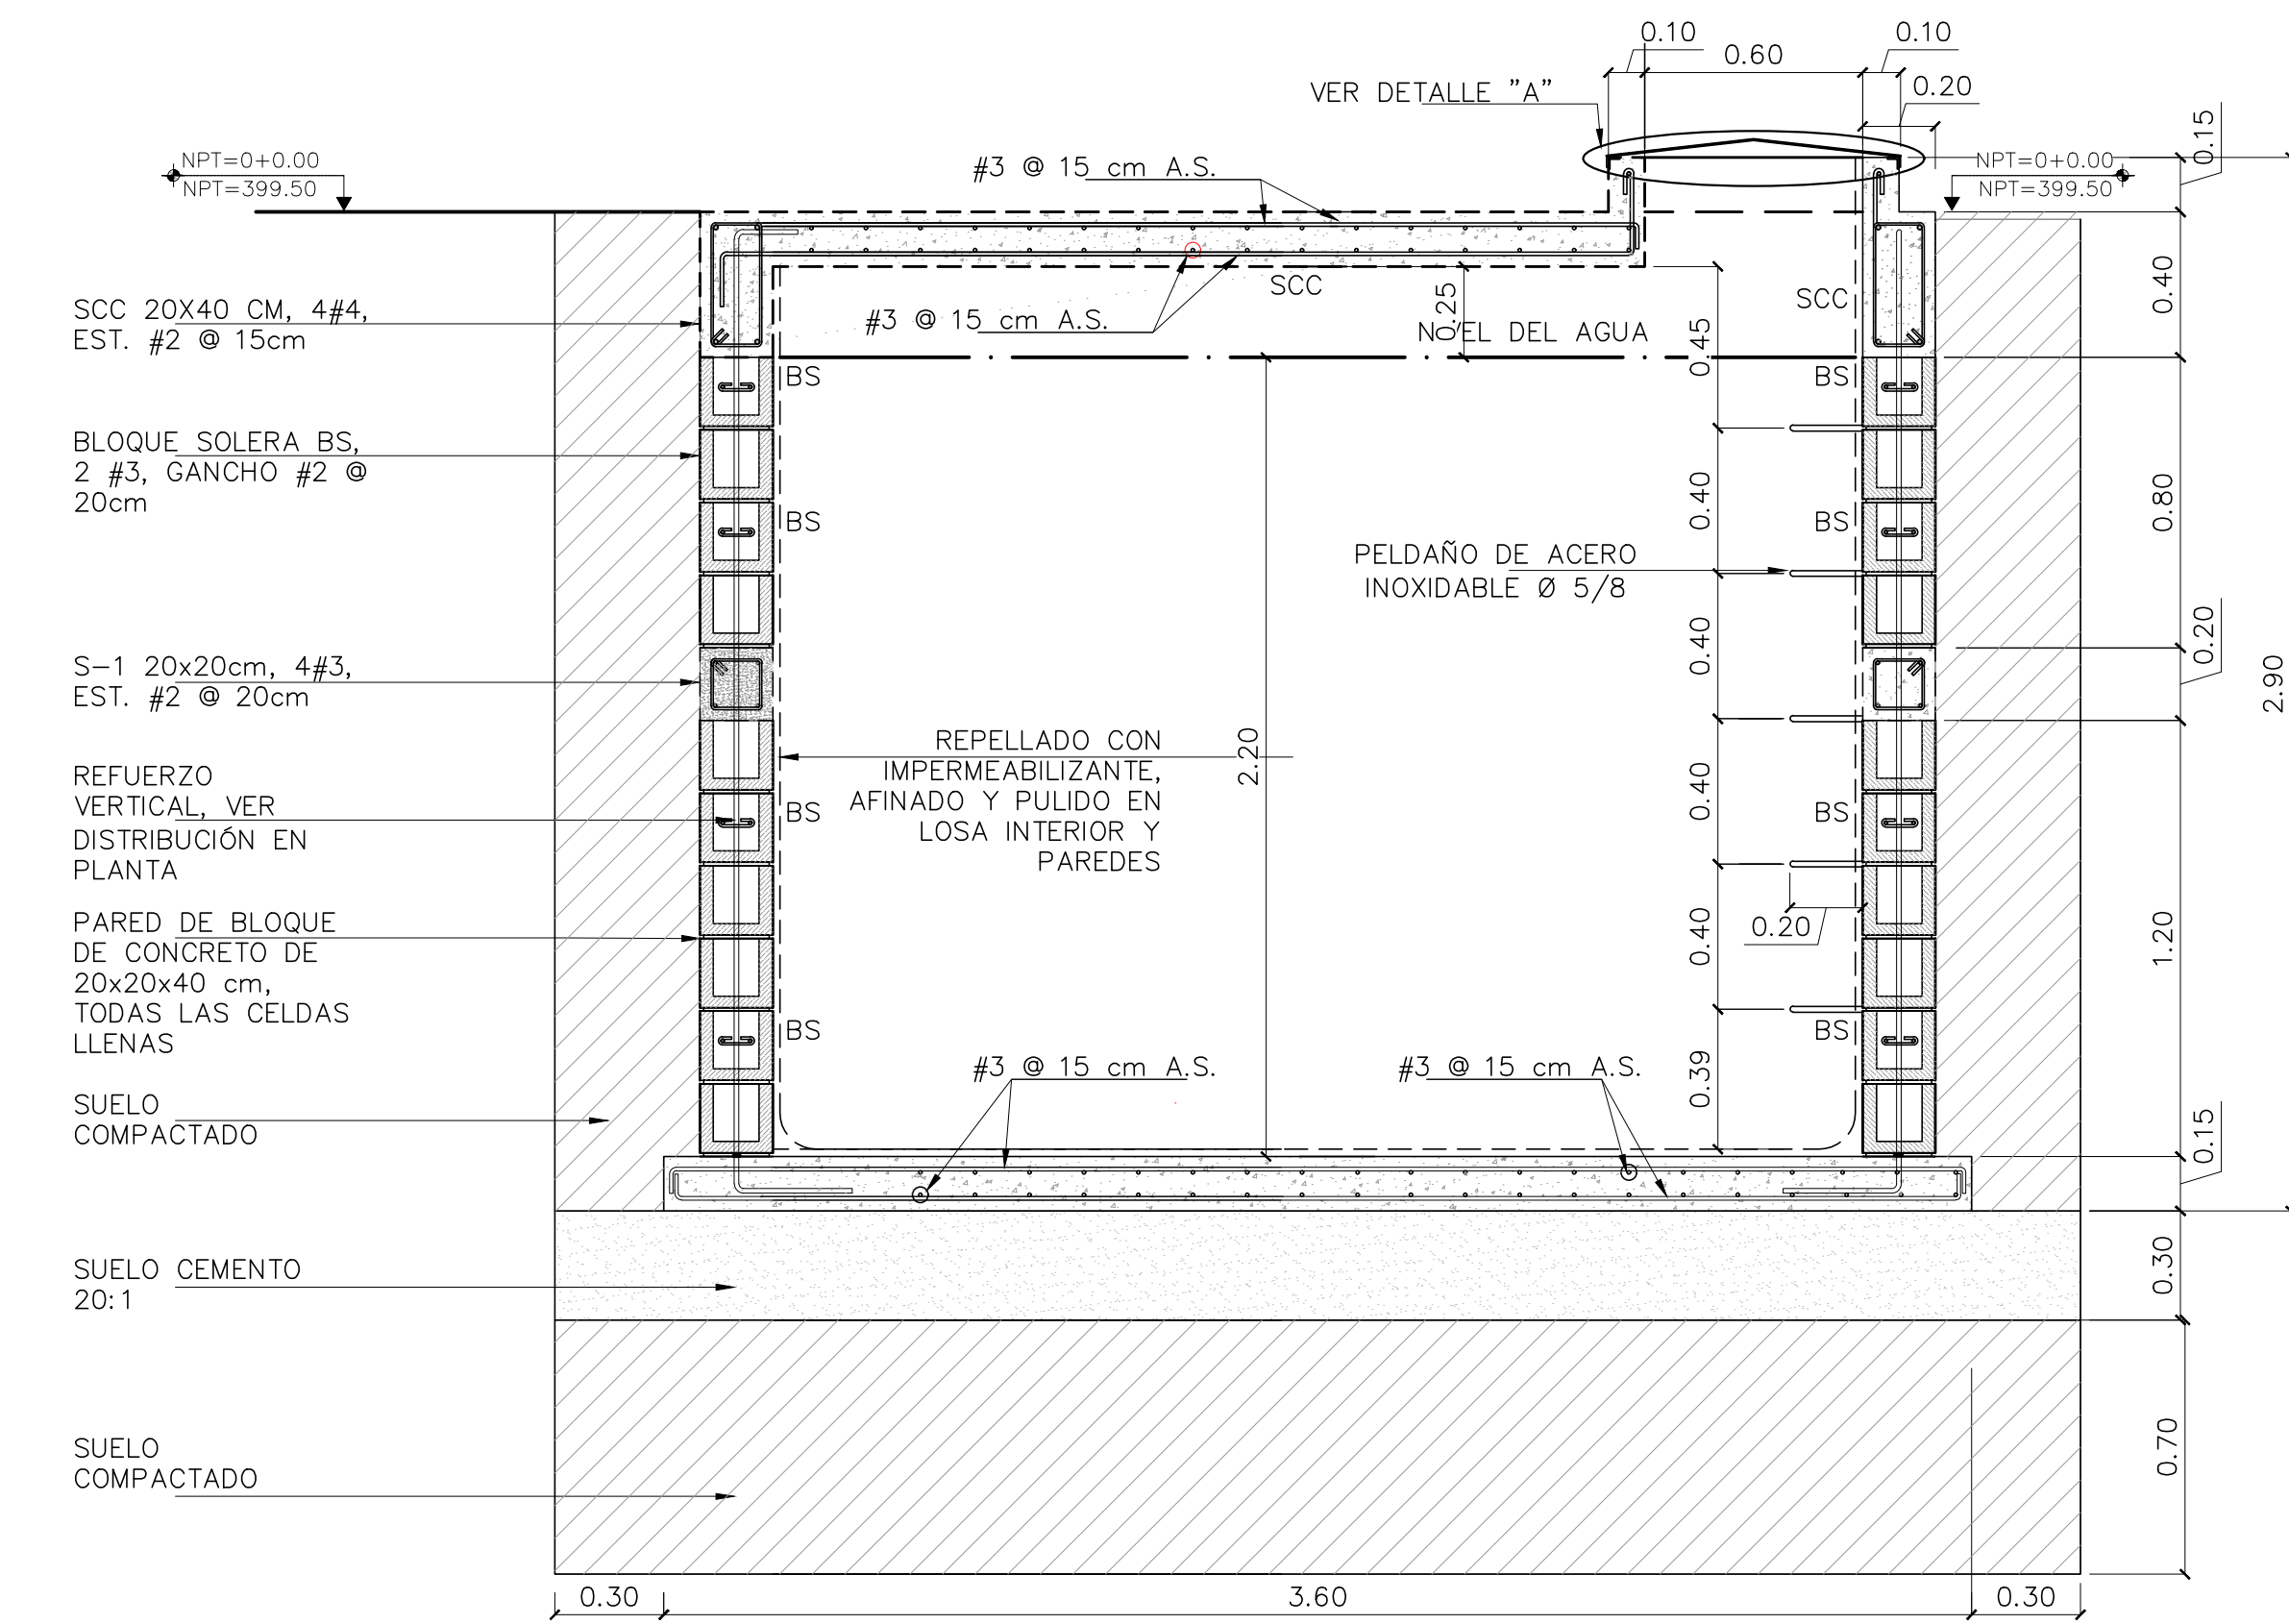 0.10
0.60
0.10
0.20
VER DETALLE "A"
0.15
NPT=0+0.00
NPT=399.50
#3 @ 15 cm A.S.
NPT=0+0.00
NPT=399.50
SCC
SCC
0.25
0.40
SCC 20X40 CM, 4#4,
EST. #2 @ 15cm
#3 @ 15 cm A.S.
NIVEL DEL AGUA
0.45
BS
BS
BLOQUE SOLERA BS,
2 #3, GANCHO #2 @
20cm
BS
0.40
BS
0.80
PELDAÑO DE ACERO
INOXIDABLE Ø 5/8
0.40
0.20
2.90
S-1 20x20cm, 4#3,
EST. #2 @ 20cm
REPELLADO CON
IMPERMEABILIZANTE,
AFINADO Y PULIDO EN
LOSA INTERIOR Y
PAREDES
2.20
0.40
REFUERZO
VERTICAL, VER
DISTRIBUCIÓN EN
PLANTA
BS
BS
PARED DE BLOQUE
DE CONCRETO DE
20x20x40 cm,
TODAS LAS CELDAS
LLENAS
0.40
0.20
1.20
BS
BS
#3 @ 15 cm A.S.
#3 @ 15 cm A.S.
0.39
SUELO
COMPACTADO
0.15
SUELO CEMENTO
20:1
0.30
SUELO
COMPACTADO
0.70
0.30
3.60
0.30